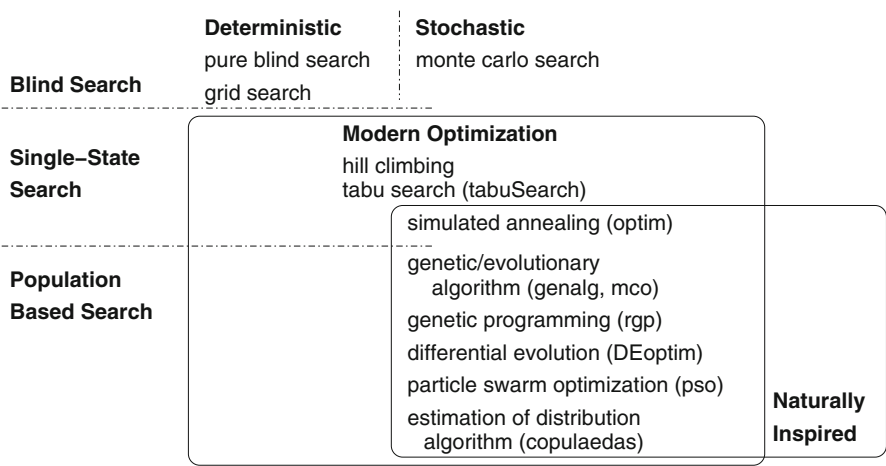 Deterministic
Stochastic
pure blind search
monte carlo search
Blind Search
grid search
Modern Optimization
Single−State
Search
hill climbing
tabu search (tabuSearch)
simulated annealing (optim)
Population
Based Search
genetic/evolutionary
algorithm (genalg, mco)
genetic programming (rgp)
differential evolution (DEoptim)
particle swarm optimization (pso)
estimation of distribution
algorithm (copulaedas)
Naturally
Inspired